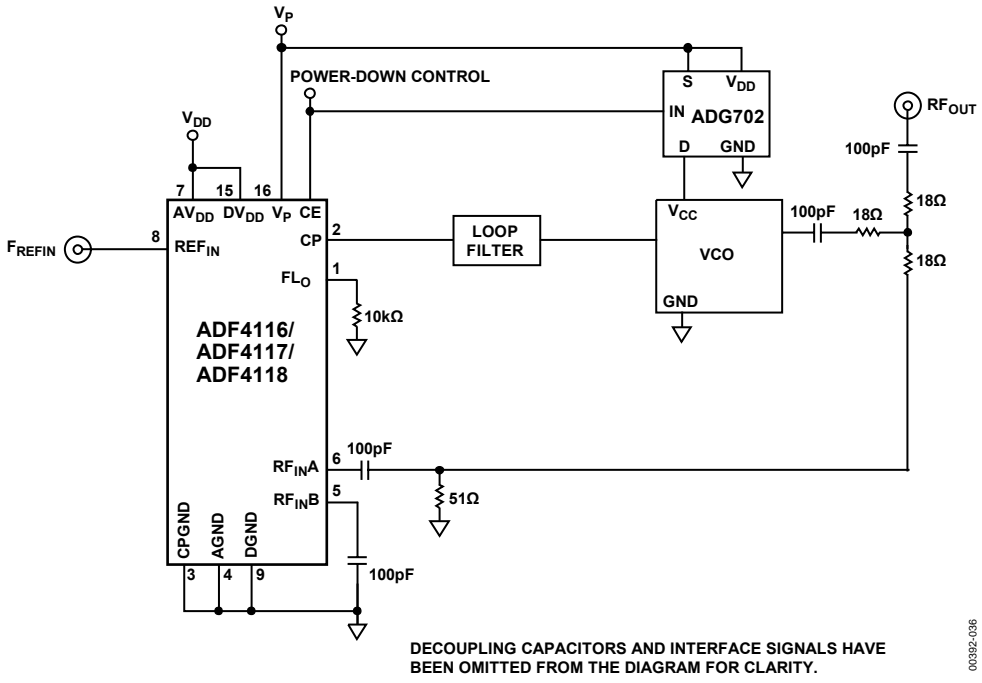 VP
POWER-DOWN CONTROL
S VDD
IN ADG702
D GND
RFOUT
100pF
18Ω
VDD
7 15 16
AVDD DVDD VP CE
FREFIN
8
REFIN
CP
2
LOOP
FILTER
VCC
VCO
GND
100pF
18Ω
18Ω
FLO
1
10kΩ
ADF4116/
ADF4117/
ADF4118
RFINA
6
100pF
51Ω
RFINB
5
100pF
CPGND
AGND
DGND
3 4 9
DECOUPLING CAPACITORS AND INTERFACE SIGNALS HAVE
BEEN OMITTED FROM THE DIAGRAM FOR CLARITY.
00392-036